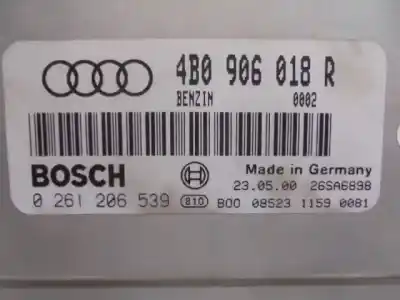 4B0 906 018 R
BENZIN 0002
BOSCH Made in Germany
23.05.00 26SA6898
0 261 206 539 810 B00 08523 1159 0081